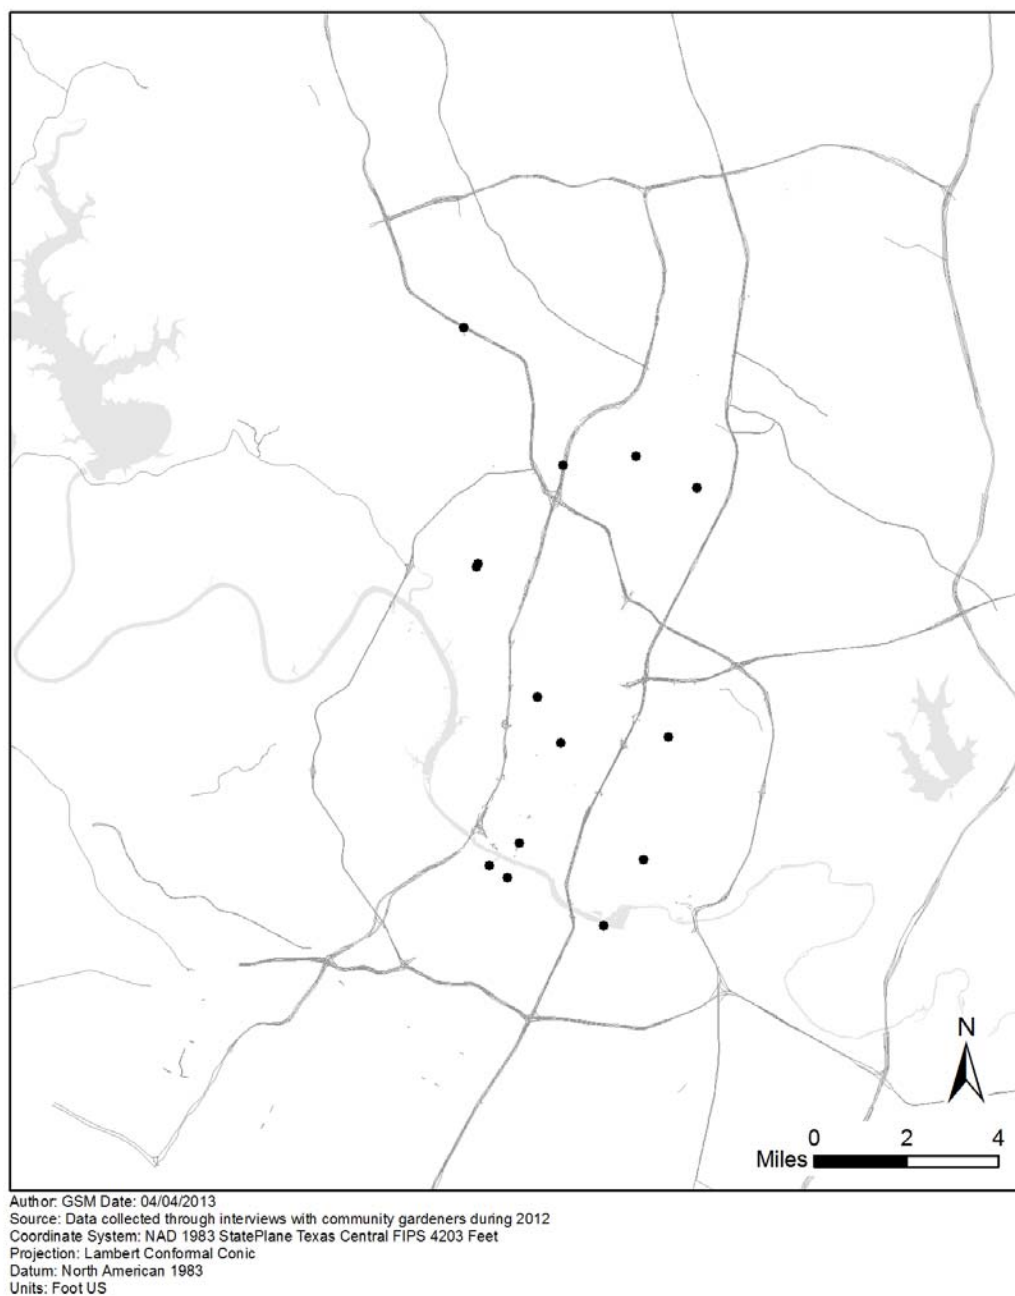 N
0 2 4
Miles
Author: GSM Date: 04/04/2013
Source: Data collected through interviews with community gardeners during 2012
Coordinate System: NAD 1983 StatePlane Texas Central FIPS 4203 Feet
Projection: Lambert Conformal Conic
Datum: North American 1983
Units: Foot US